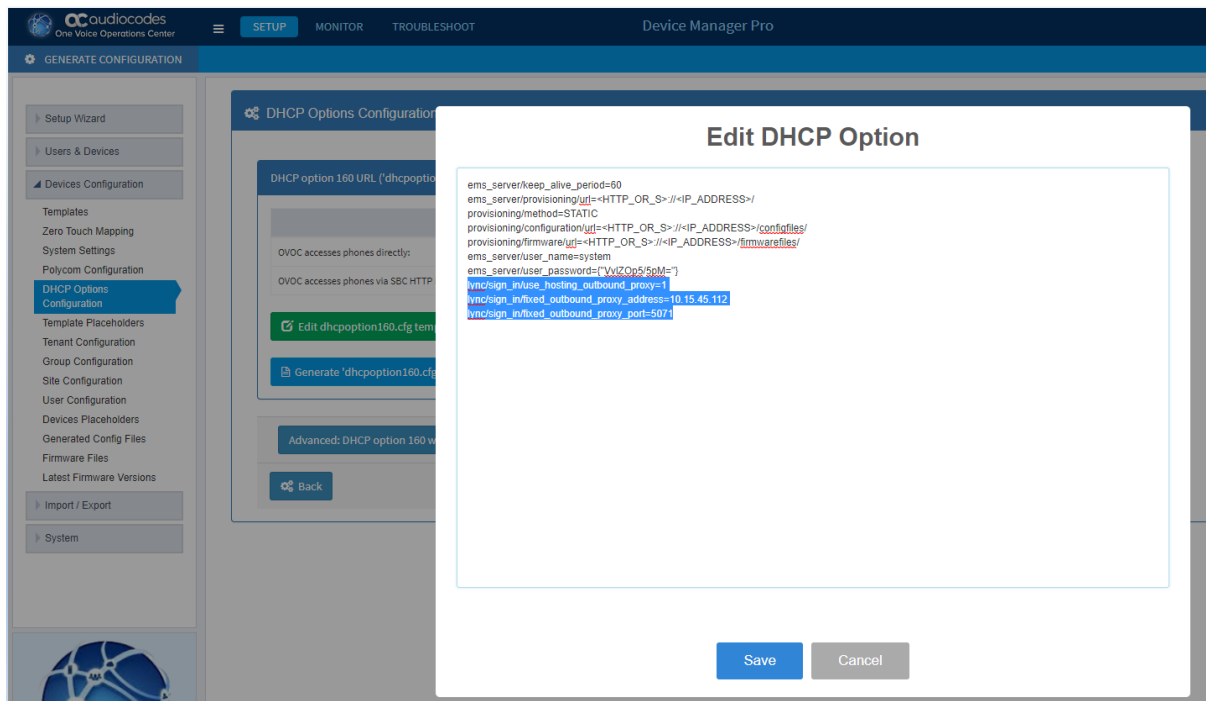 audiocodes
One Voice Operations Center
SETUP MONITOR TROUBLESHOOT
Device Manager Pro
GENERATE CONFIGURATION
Setup Wizard
Users & Devices
Devices Configuration
Templates
Zero Touch Mapping
System Settings
Polycom Configuration
DHCP Options
Configuration
Template Placeholders
Tenant Configuration
Group Configuration
Site Configuration
User Configuration
Devices Placeholders
Generated Config Files
Firmware Files
Latest Firmware Versions
Import / Export
System
DHCP Options Configuration
DHCP option 160 URL ('dhcpoptio
OVOC accesses phones directly:
OVOC accesses phones via SBC HTTP
Edit dhcpoption160.cfg tem
Generate 'dhcpoption160.cfg
Advanced: DHCP option 160 w
Back
Edit DHCP Option
ems_server/keep_alive_period=60
ems_server/provisioning/url=<HTTP_OR_S>://<IP_ADDRESS>/
provisioning/method=STATIC
provisioning/configuration/url=<HTTP_OR_S>://<IP_ADDRESS>/configfiles/
provisioning/firmware/url=<HTTP_OR_S>://<IP_ADDRESS>/firmwarefiles/
ems_server/user_name=system
ems_server/user_password={"VvlZOp5/5pM="}
lync/sign_in/use_hosting_outbound_proxy=1
lync/sign_in/fixed_outbound_proxy_address=10.15.45.112
lync/sign_in/fixed_outbound_proxy_port=5071
Save Cancel